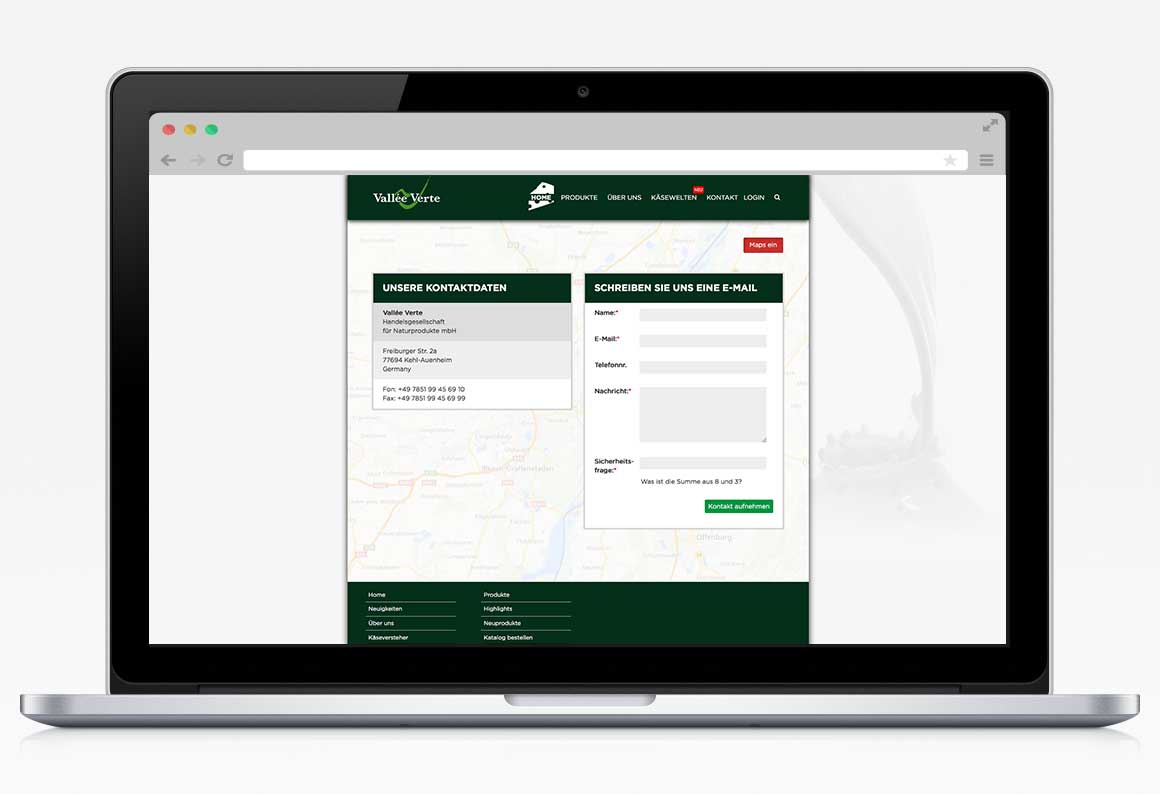 Vallée Verte
HOME PRODUKTE ÜBER UNS KÄSEWELTEN NEU KONTAKT LOGIN
Maps ein
UNSERE KONTAKTDATEN
Vallée Verte
Handelsgesellschaft
für Naturprodukte mbH
Freiburger Str. 2a
77694 Kehl-Auenheim
Germany
Fon: +49 7851 99 45 69 10
Fax: +49 7851 99 45 69 99
SCHREIBEN SIE UNS EINE E-MAIL
Name:*
E-Mail:*
Telefonnr.
Nachricht:*
Sicherheits-
frage:*
Was ist die Summe aus 8 und 3?
Kontakt aufnehmen
Offenburg
Home
Neuigkeiten
Über uns
Käseversteher
Produkte
Highlights
Neuprodukte
Katalog bestellen